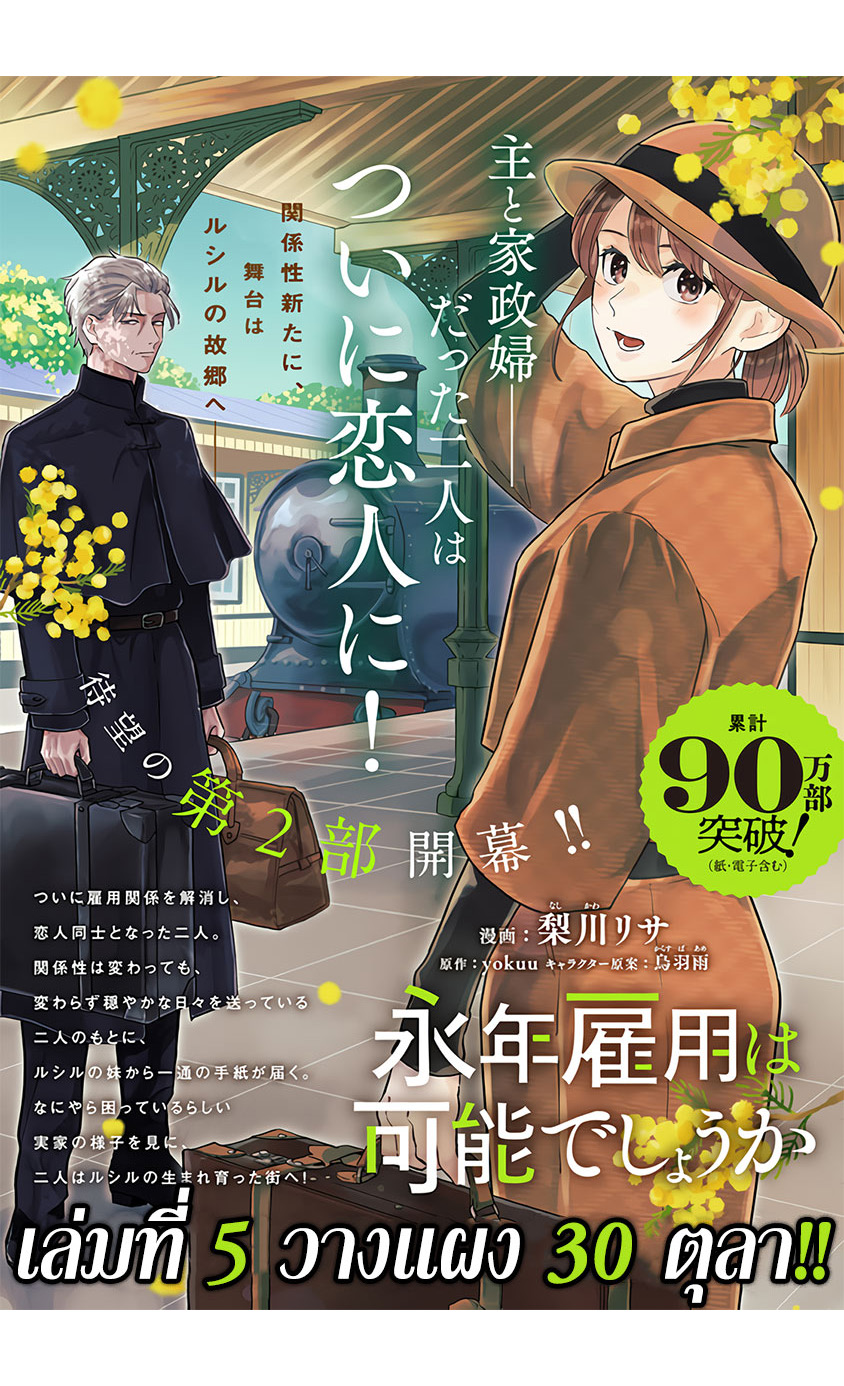 主と家政婦――
だった二人は
ついに恋人に！
関係性新たに、
舞台は
ルシルの故郷へ――
待望の第2部開幕!!
累計
90万部
突破！
（紙・電子含む）
ついに雇用関係を解消し、
恋人同士となった二人。
関係性は変わっても、
変わらず穏やかな日々を送っている
二人のもとに、
ルシルの妹から一通の手紙が届く。
なにやら困っているらしい
実家の様子を見に、
二人はルシルの生まれ育った街へ！--
なし かわ
漫画：梨川リサ
からす ば あめ
原作：yokuu キャラクター原案：烏羽雨
永年雇用は
可能でしょうか
เล่มที่ 5 วางแผง 30 ตุลา!!